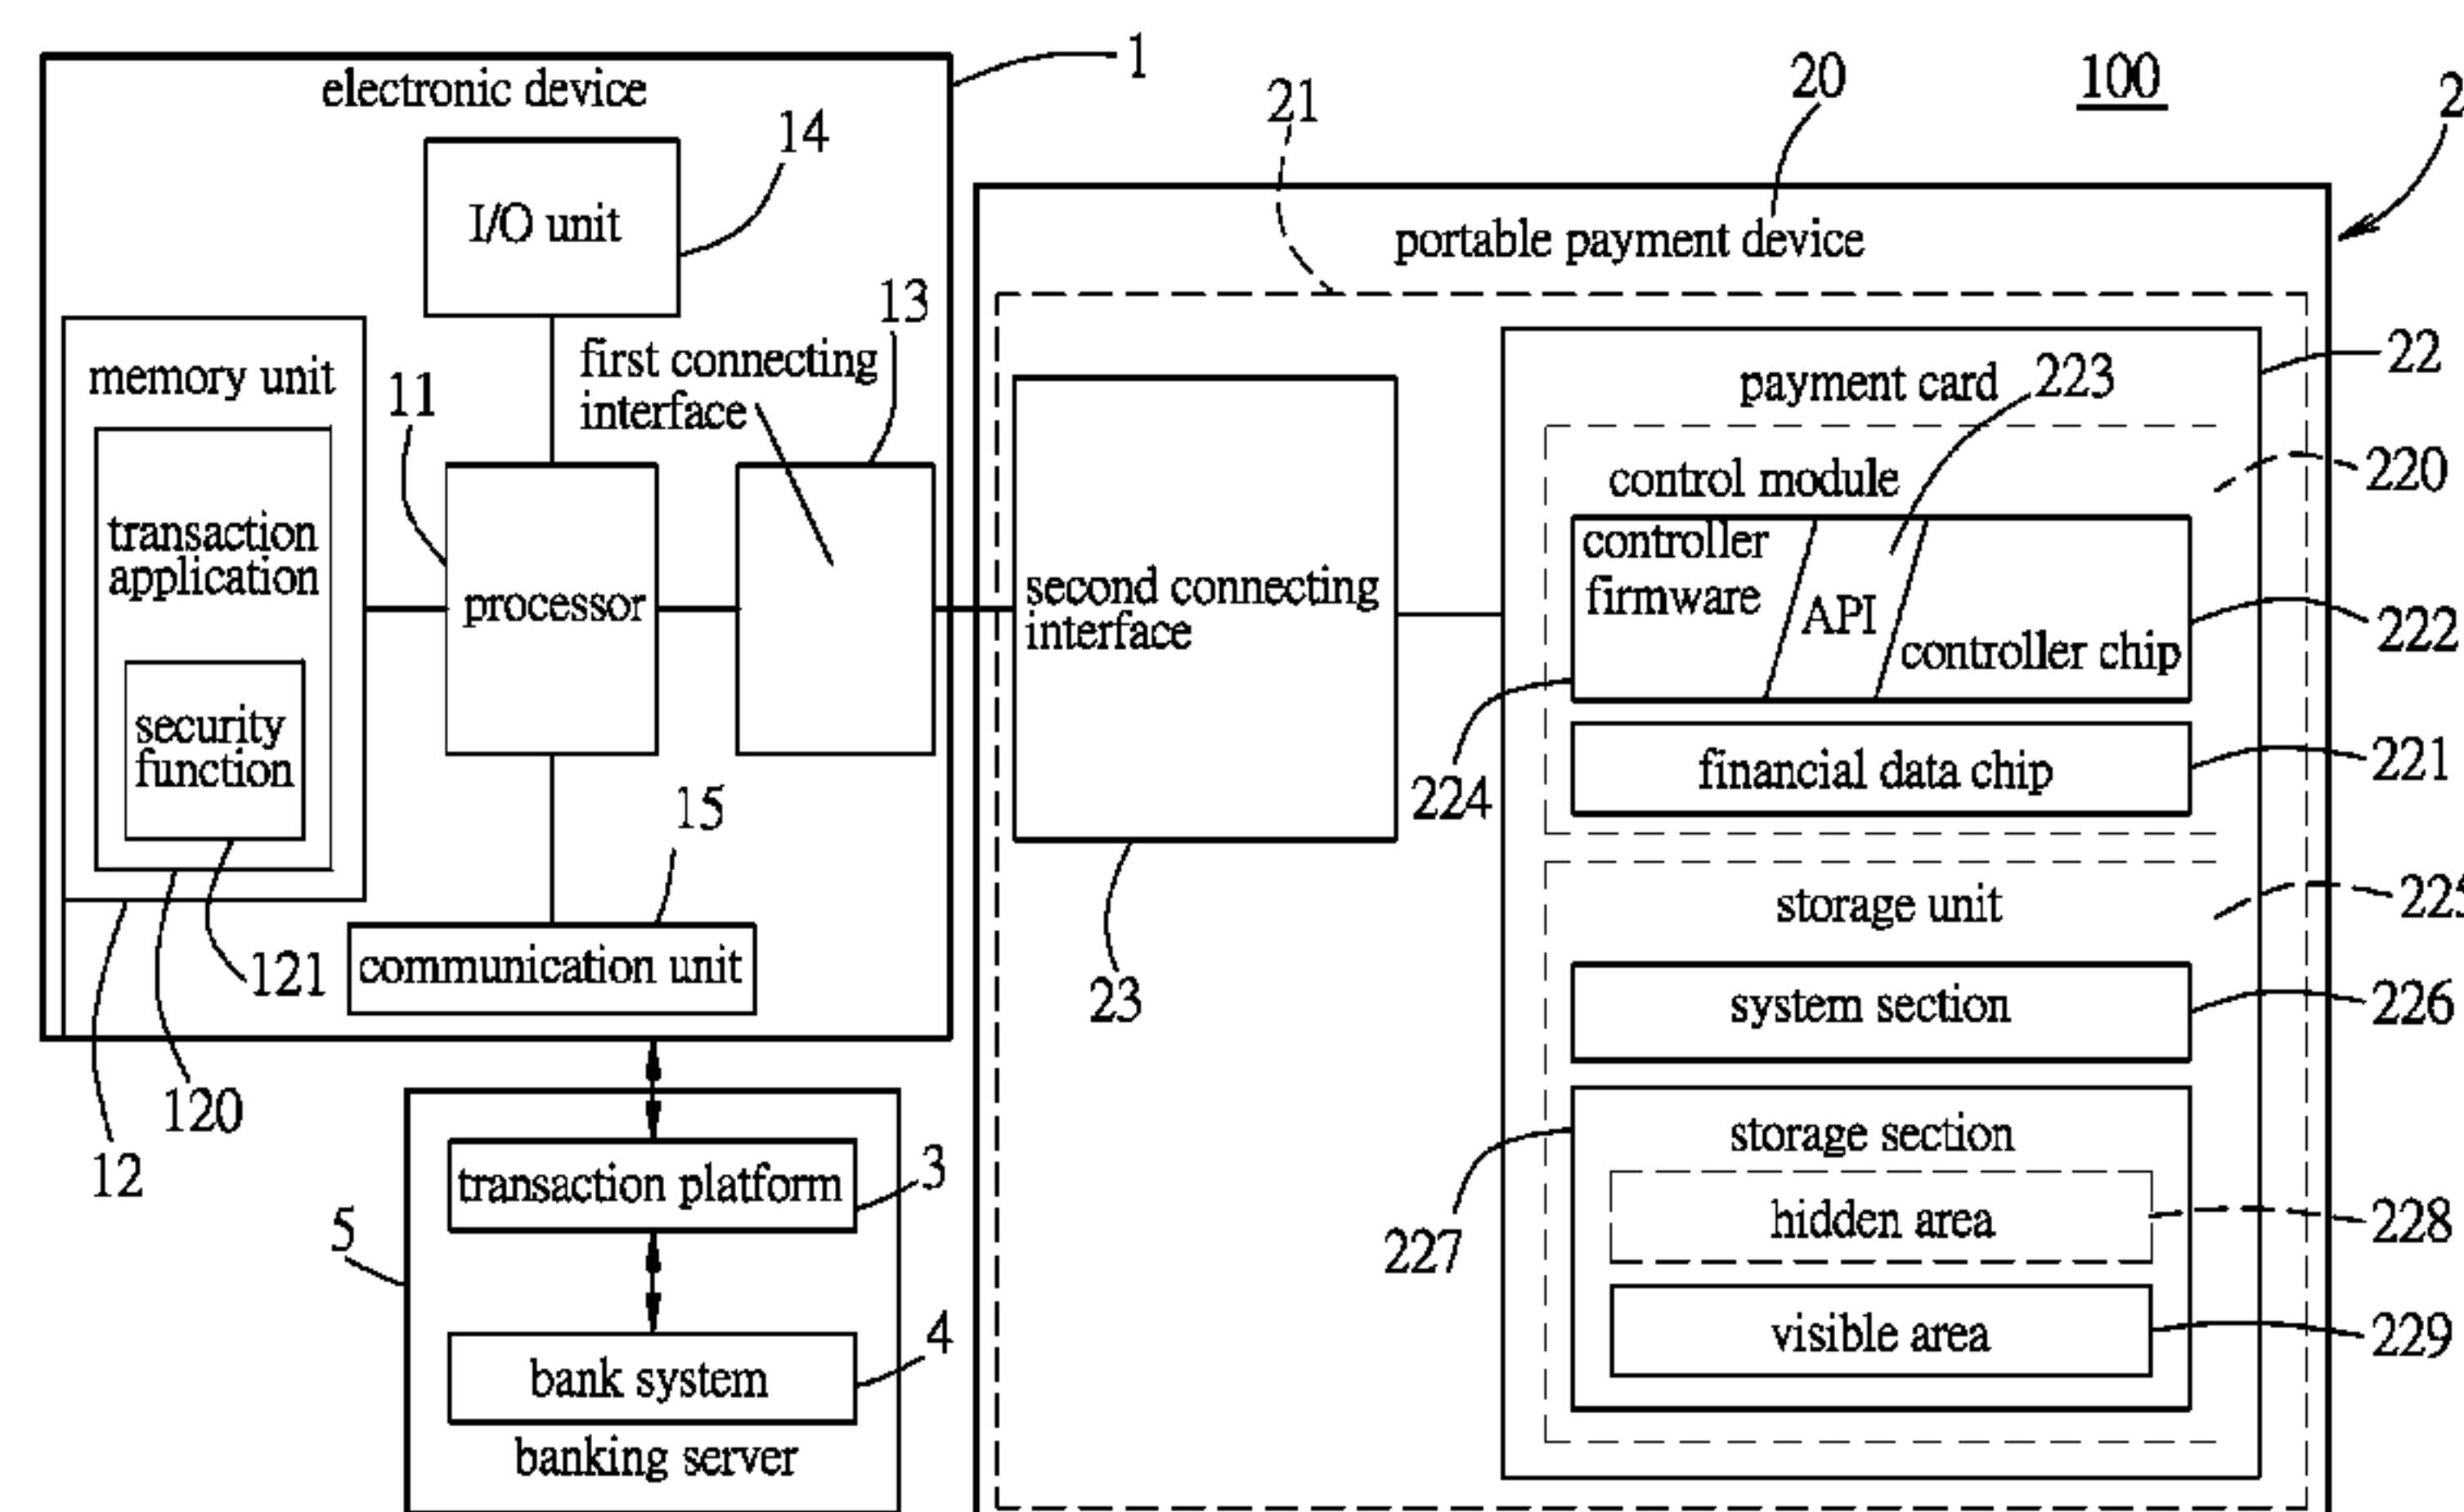 electronic device
1
14
I/O unit
13
first connecting
interface
memory unit
11
transaction
application
processor
security
function
15
communication unit
121
120
12
transaction platform
3
5
bank system
4
banking server
100
2
20
21
portable payment device
22
payment card
223
220
control module
controller
firmware
API
controller chip
222
second connecting
interface
224
financial data chip
221
23
storage unit
225
system section
226
storage section
227
hidden area
228
visible area
229